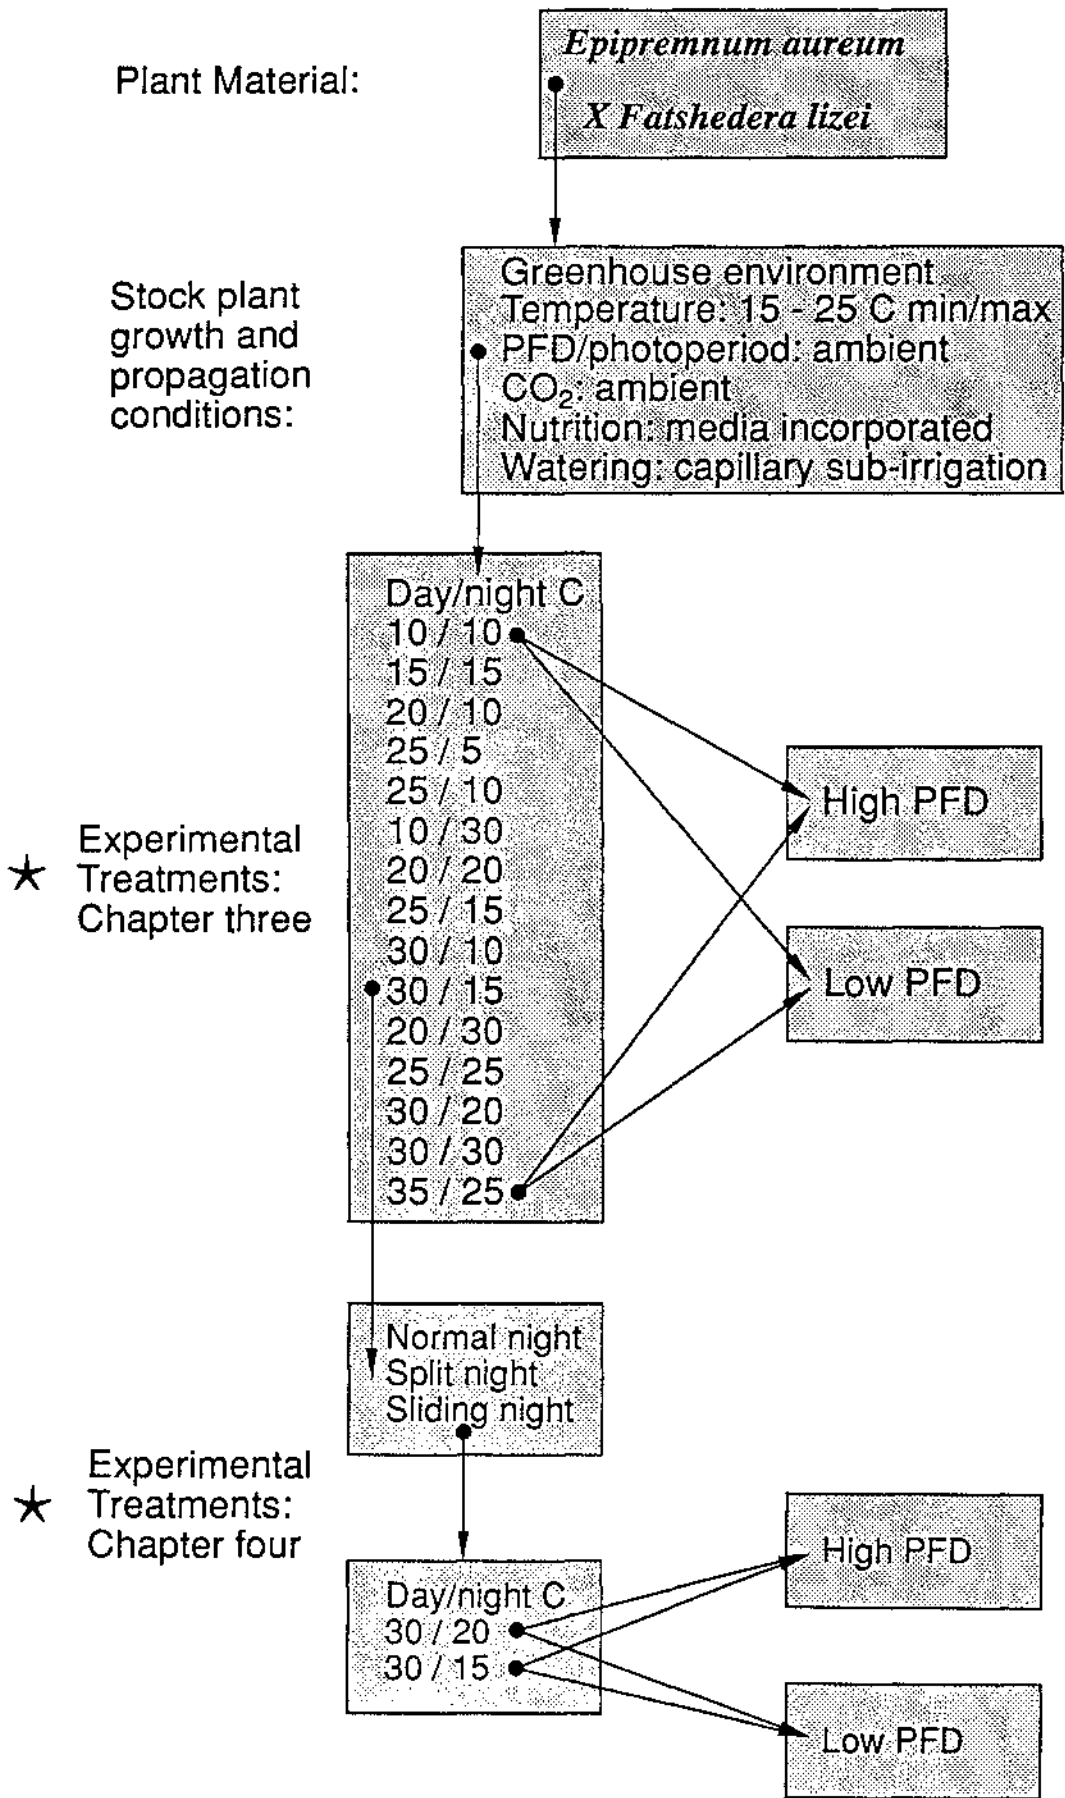 Plant Material:
Epipremnum aureum
X Fatshedera lizei
Stock plant
growth and
propagation
conditions:
Greenhouse environment
Temperature: 15 - 25 C min/max
PFD/photoperiod: ambient
CO₂: ambient
Nutrition: media incorporated
Watering: capillary sub-irrigation
★ Experimental
Treatments:
Chapter three
Day/night C
10 / 10
15 / 15
20 / 10
25 / 5
25 / 10
10 / 30
20 / 20
25 / 15
30 / 10
30 / 15
20 / 30
25 / 25
30 / 20
30 / 30
35 / 25
High PFD
Low PFD
★ Experimental
Treatments:
Chapter four
Normal night
Split night
Sliding night
Day/night C
30 / 20
30 / 15
High PFD
Low PFD